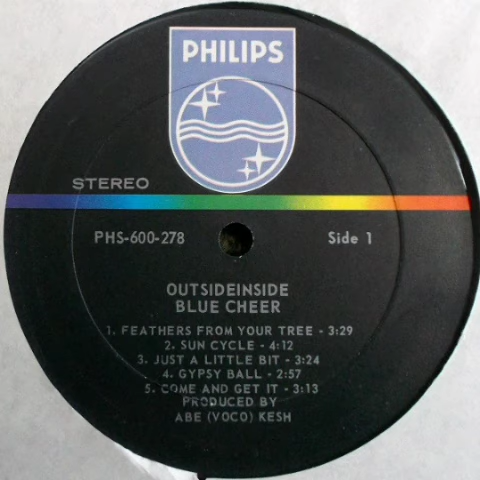 PHILIPS
STEREO
PHS-600-278 Side 1
OUTSIDEINSIDE
BLUE CHEER
1. FEATHERS FROM YOUR TREE - 3:29
2. SUN CYCLE - 4:12
3. JUST A LITTLE BIT - 3:24
4. GYPSY BALL - 2:57
5. COME AND GET IT - 3:13
PRODUCED BY
ABE (VOCO) KESH